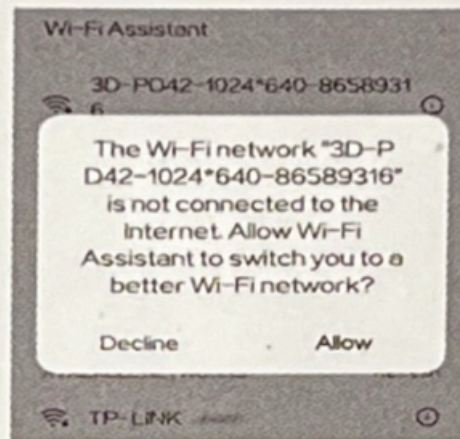 Wi-Fi Assistant
3D-PD42-1024*640-8658931
6
The Wi-Fi network "3D-P
D42-1024*640-86589316"
is not connected to the
Internet. Allow Wi-Fi
Assistant to switch you to a
better Wi-Fi network?
Decline Allow
TP-LINK